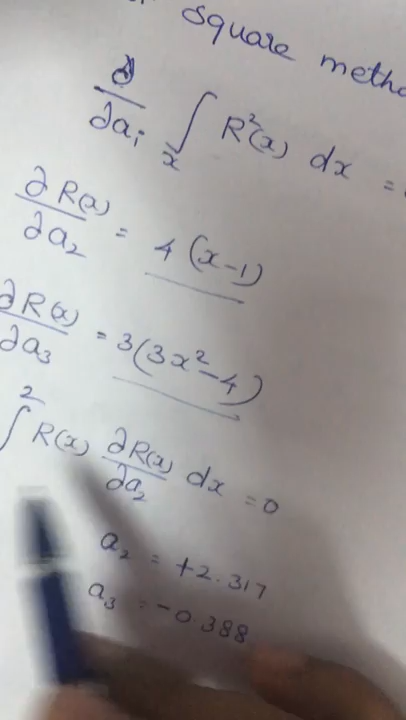 Square metho
∂/∂aᵢ ∫ₓ R²(x) dx =
∂R(x)/∂a₂ = 4(x-1)
∂R(x)/∂a₃ = 3(3x²-4)
∫² R(x) ∂R(x)/∂a₂ dx = 0
a₂ = +2.317
a₃ = -0.388